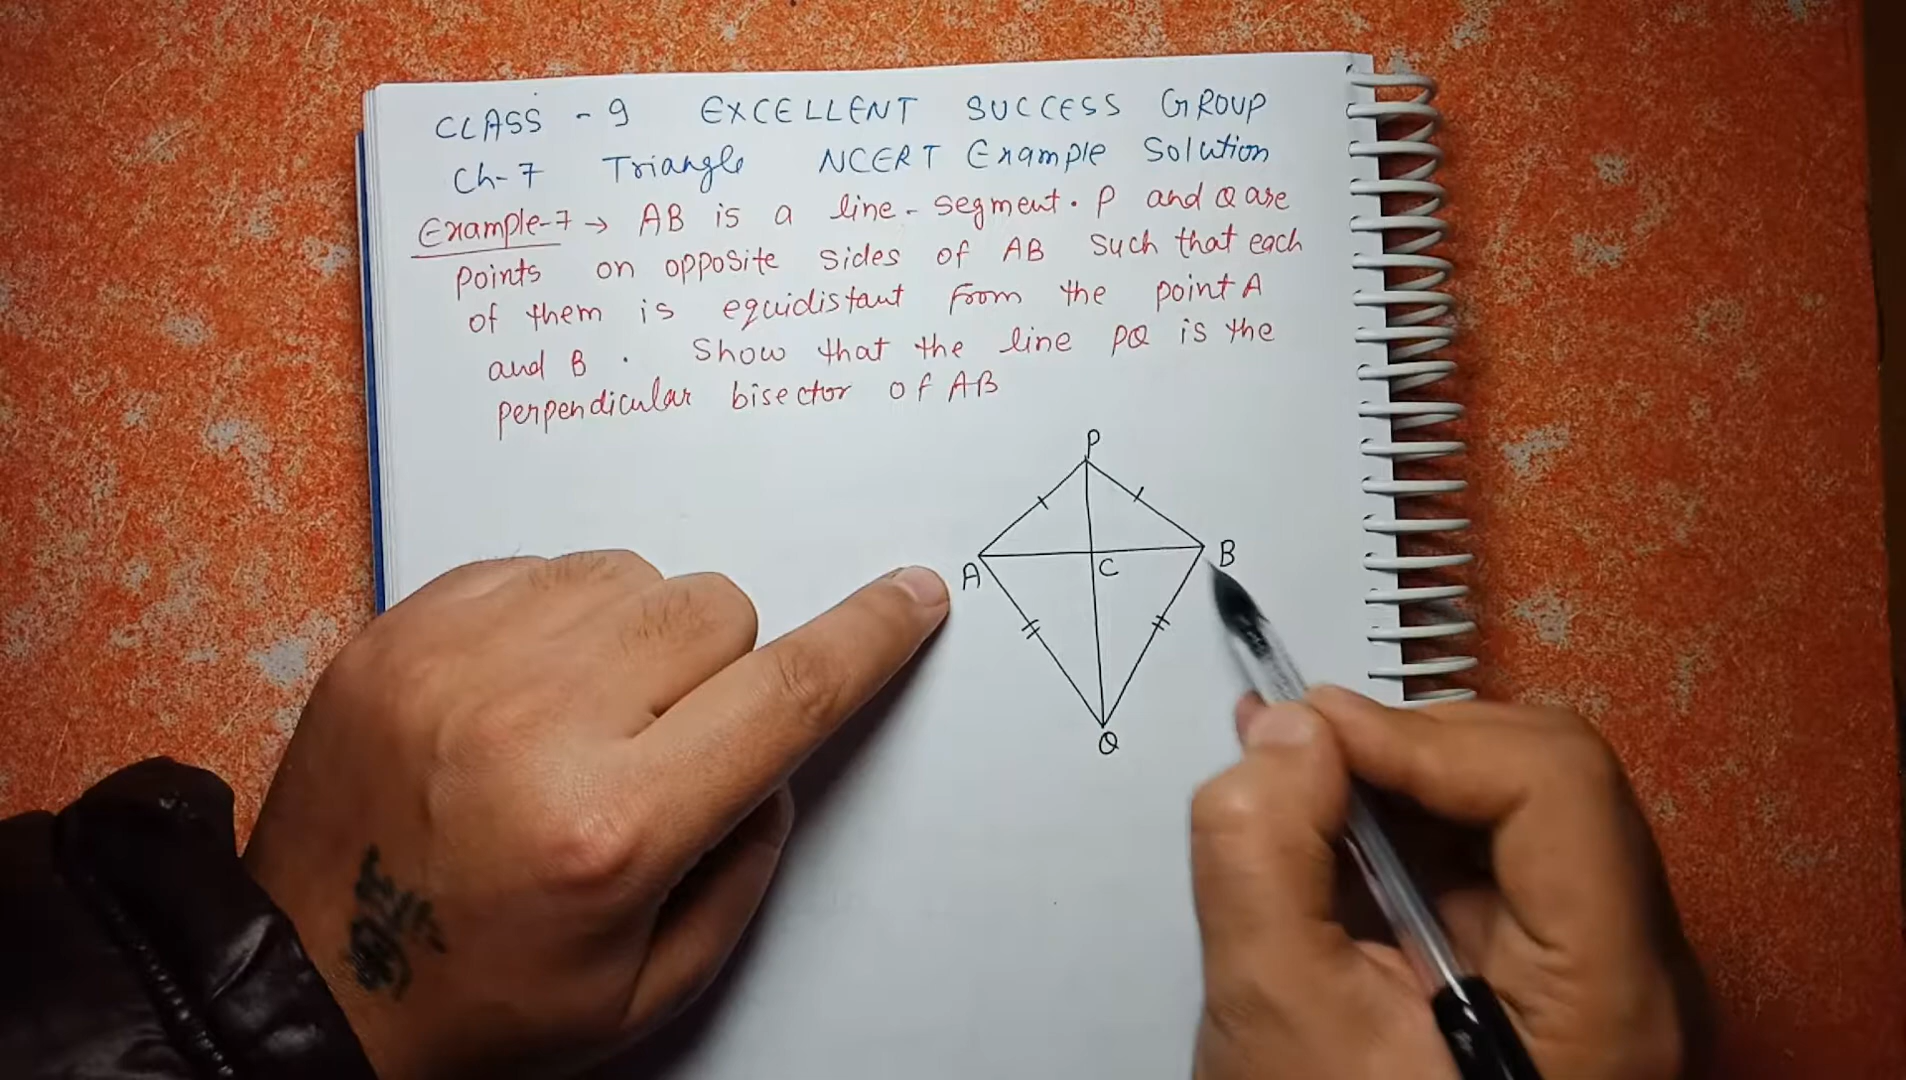 CLASS - 9 EXCELLENT SUCCESS GROUP
Ch-7 Triangle NCERT Example Solution
Example-7 → AB is a line-segment. P and Q are
points on opposite sides of AB such that each
of them is equidistant from the point A
and B. Show that the line PQ is the
perpendicular bisector of AB
P
A C B
Q